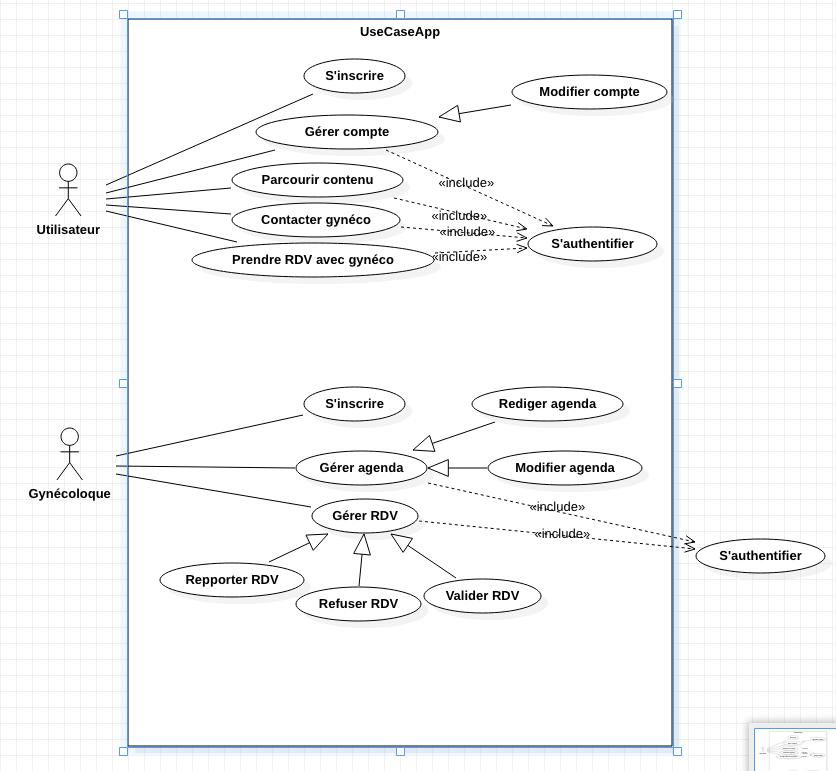 UseCaseApp
S'inscrire
Modifier compte
Gérer compte
Parcourir contenu
«include»
Contacter gynéco
«include»
«include»
Utilisateur
S'authentifier
Prendre RDV avec gynéco
«include»
S'inscrire
Rediger agenda
Gérer agenda
Modifier agenda
Gynécoloque
«include»
Gérer RDV
«include»
S'authentifier
Repporter RDV
Refuser RDV
Valider RDV